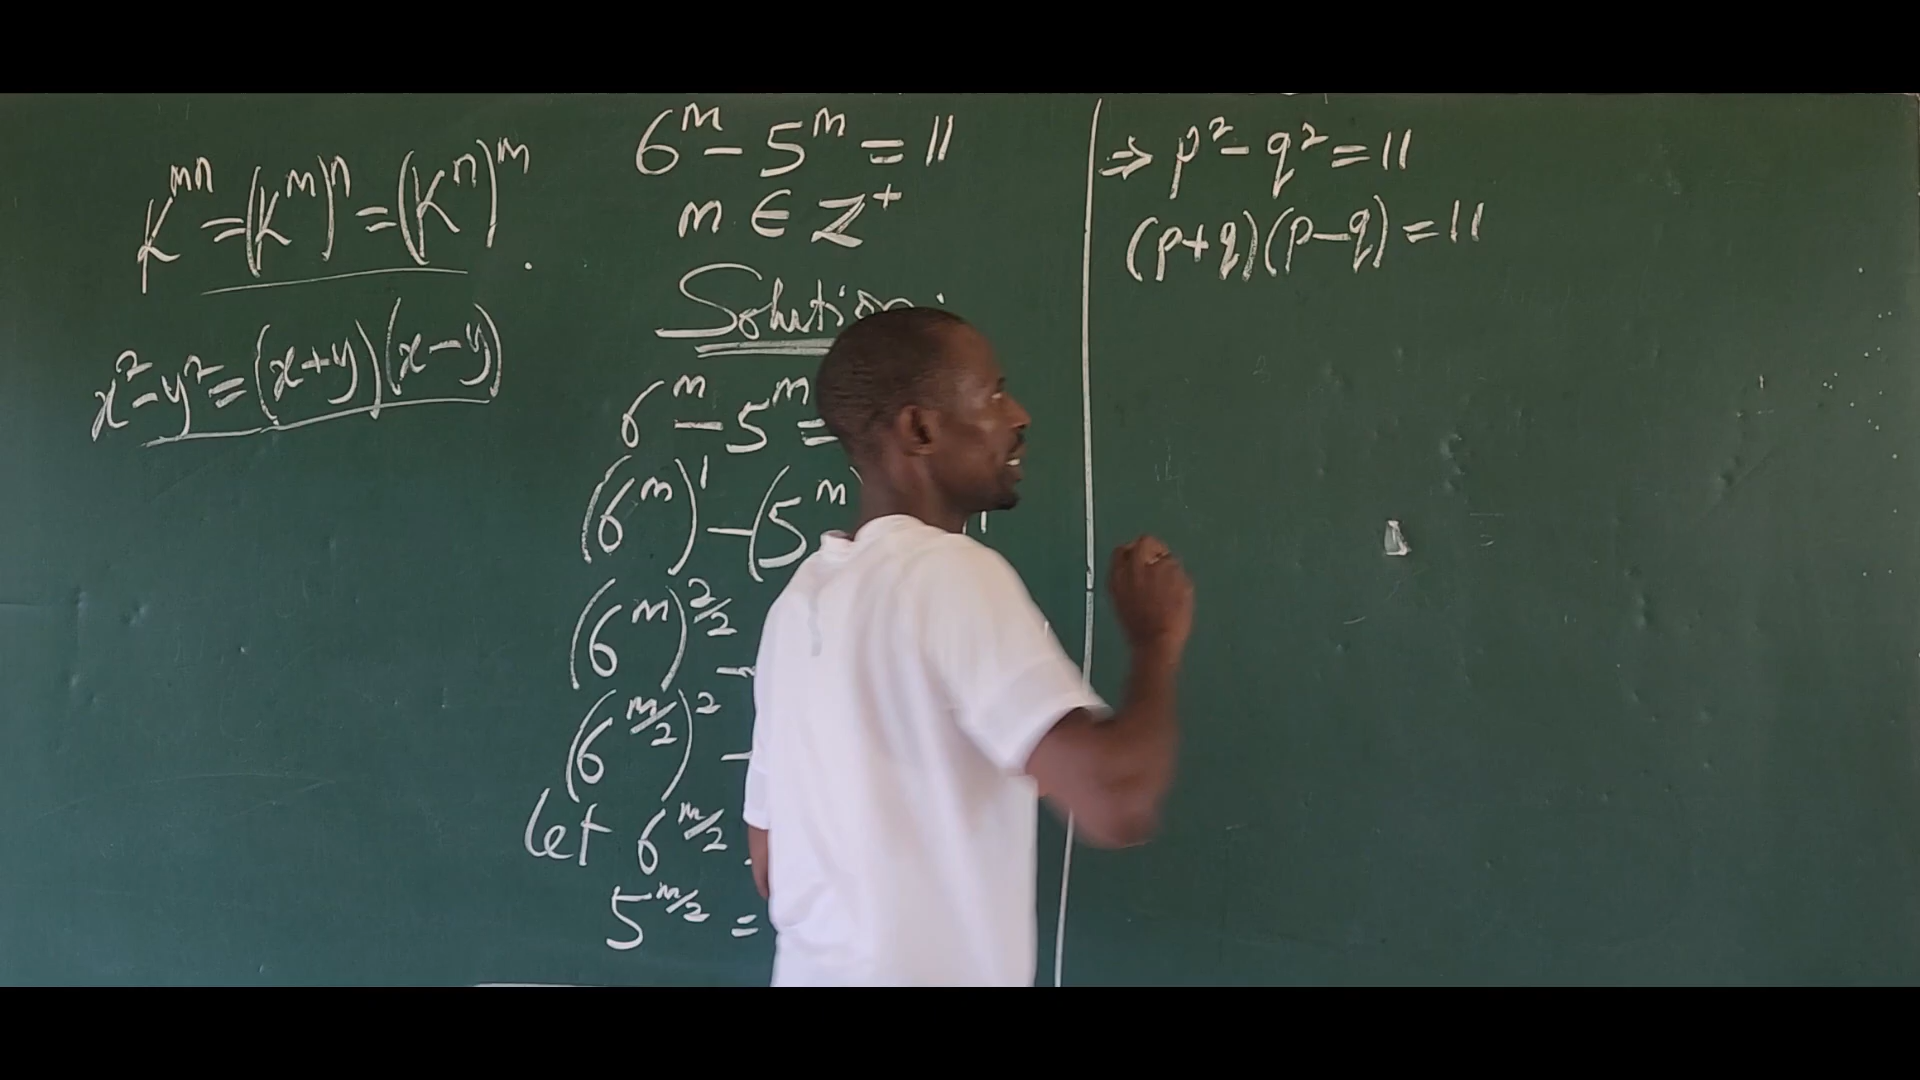 K^{mn} = (K^m)^n = (K^n)^m.
x² - y² = (x+y)(x-y)
6^m - 5^m = 11
m ∈ Z⁺
Solution:
6^m - 5^m =
(6^m)^1 - (5^m)
(6^m)^{2/2} -
(6^{m/2})^2 -
let 6^{m/2}
5^{m/2} =
⇒ p² - q² = 11
(p+q)(p-q) = 11